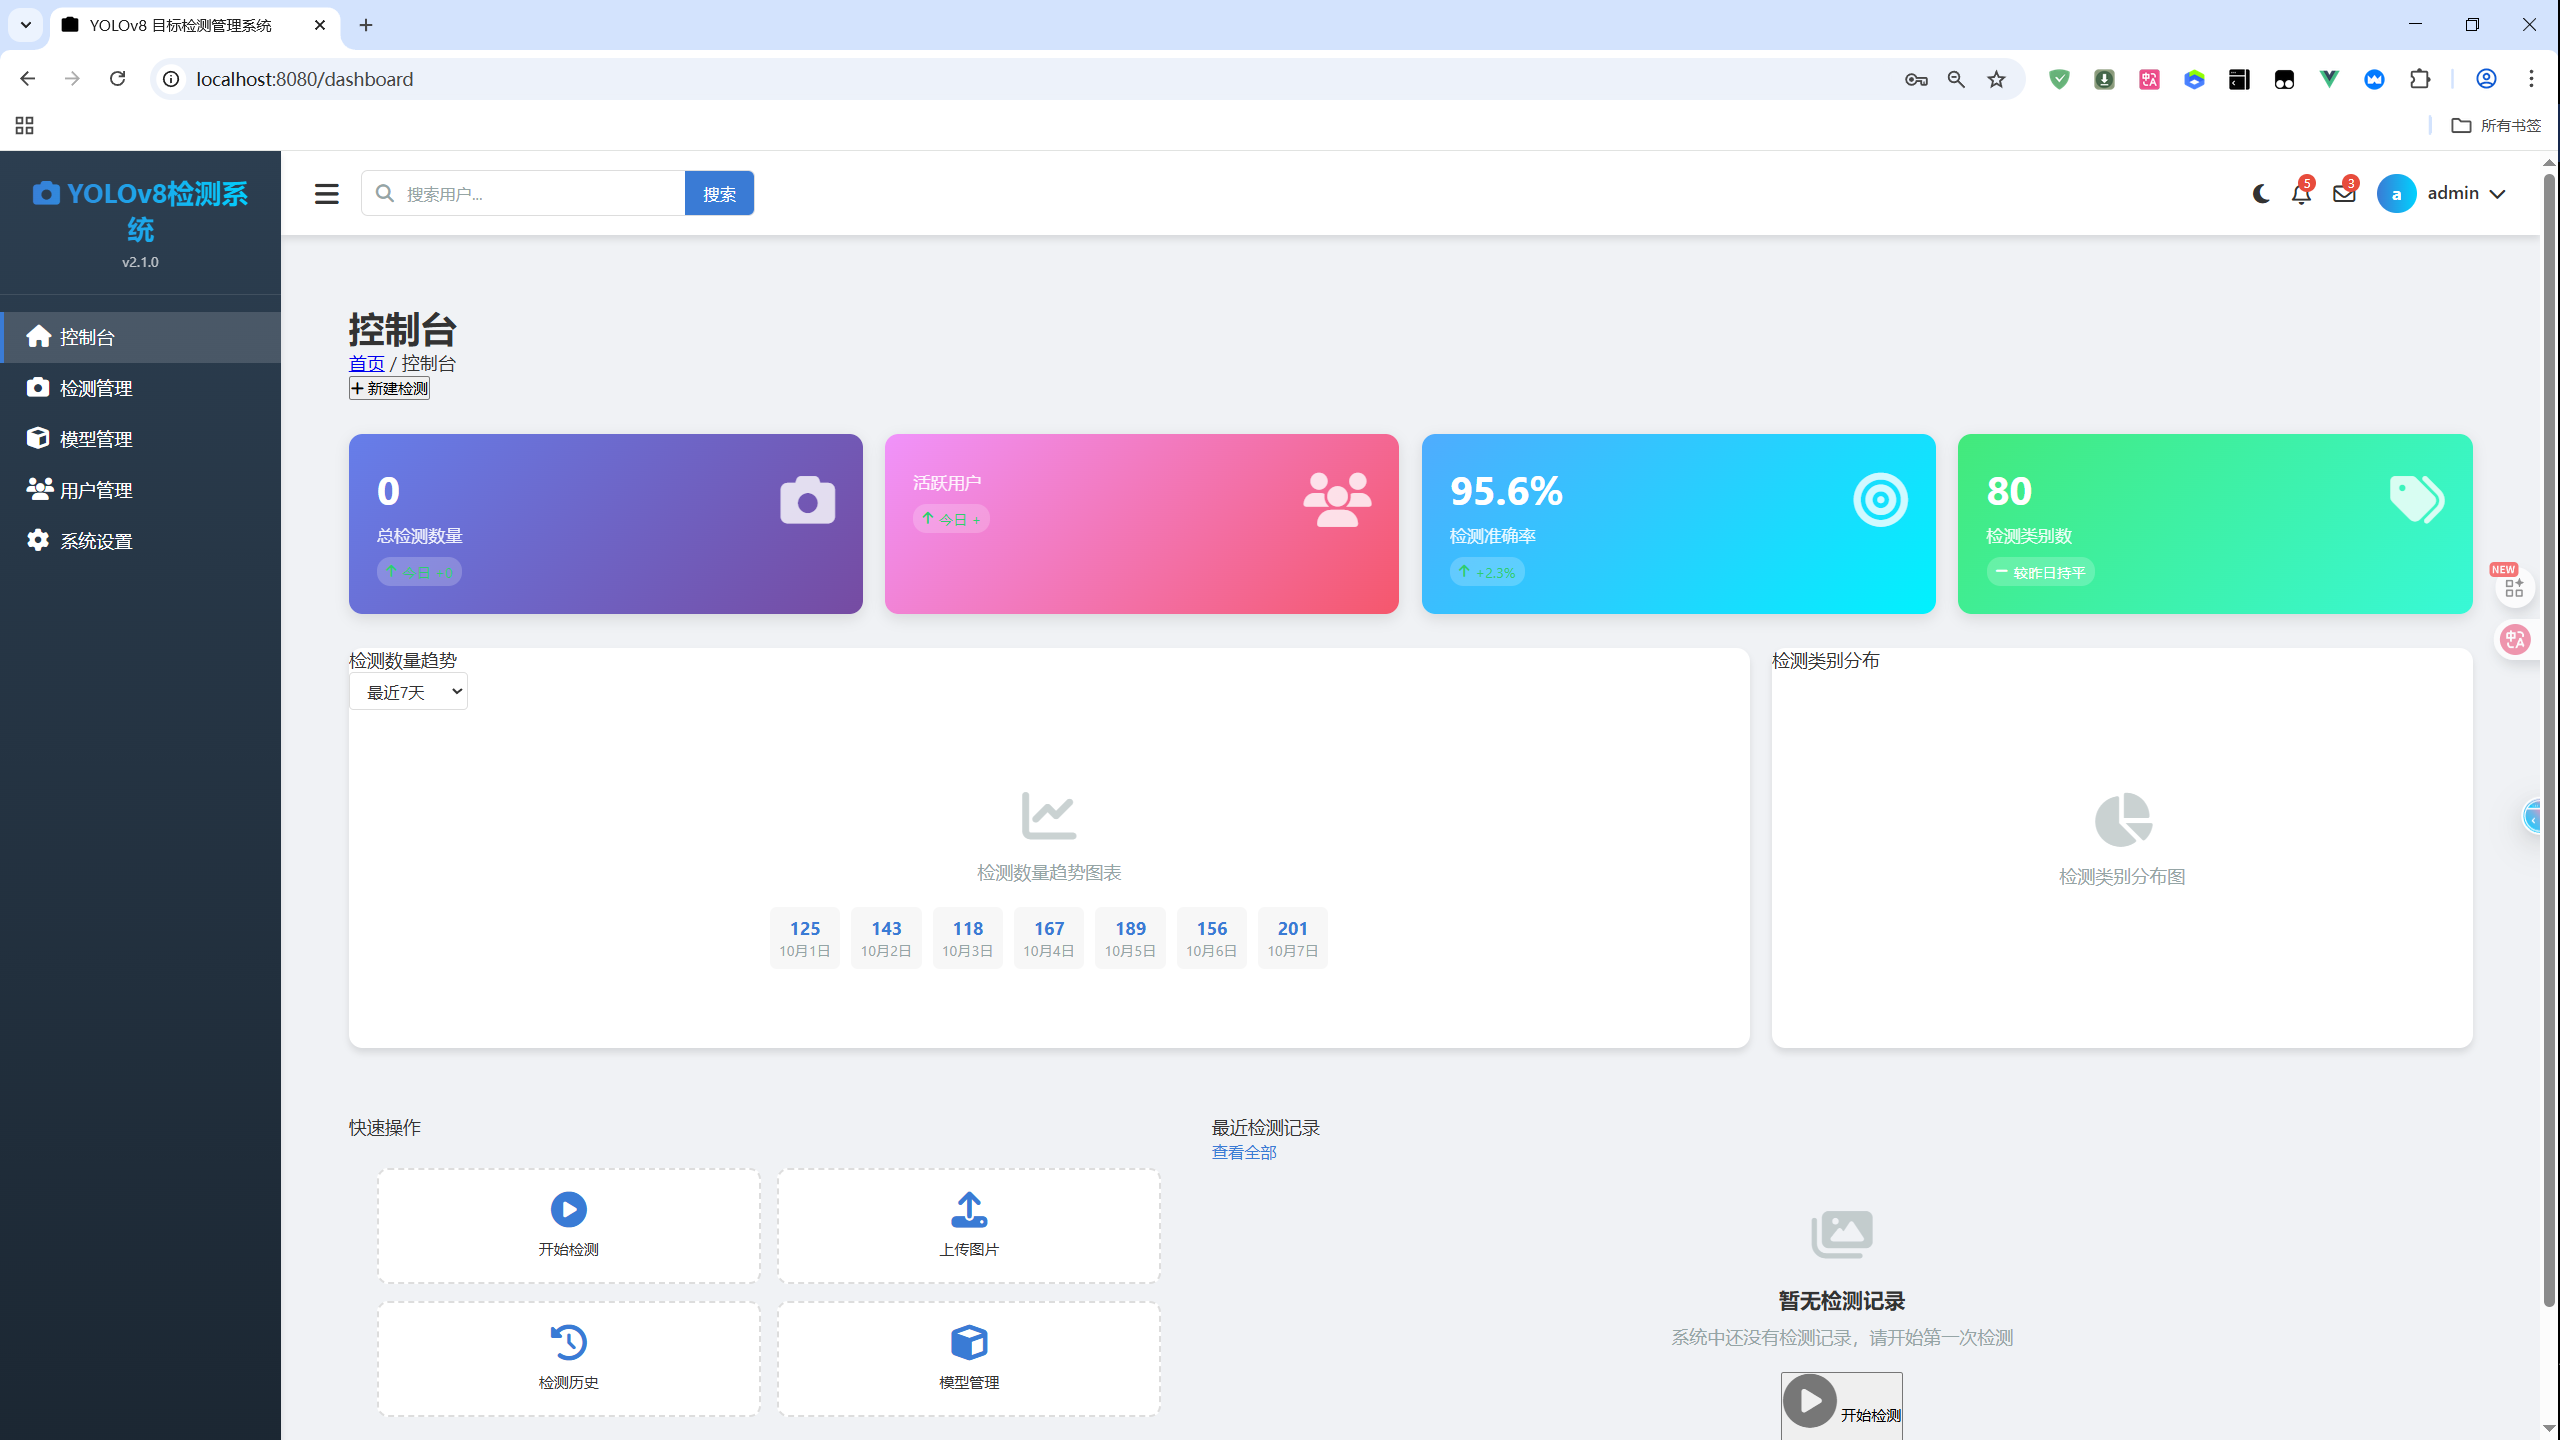 YOLOv8 目标检测管理系统
localhost:8080/dashboard
所有书签
YOLOv8检测系
统
v2.1.0
控制台
检测管理
模型管理
用户管理
系统设置
搜索用户...
搜索
5
3
a
admin
控制台
首页 / 控制台
+ 新建检测
0
总检测数量
活跃用户
今日 +
95.6%
检测准确率
+2.3%
80
检测类别数
较昨日持平
NEW
检测数量趋势
最近7天
检测数量趋势图表
125
10月1日
143
10月2日
118
10月3日
167
10月4日
189
10月5日
156
10月6日
201
10月7日
检测类别分布
检测类别分布图
快速操作
开始检测
上传图片
检测历史
模型管理
最近检测记录
查看全部
暂无检测记录
系统中还没有检测记录，请开始第一次检测
开始检测